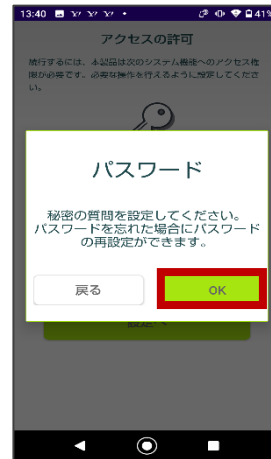 13:40
41%
アクセスの許可
続行するには、本製品は次のシステム機能へのアクセス権
限が必要です。必要な操作を行えるように設定してくださ
い。
パスワード
秘密の質問を設定してください。
パスワードを忘れた場合にパスワード
の再設定ができます。
戻る
OK
設定へ